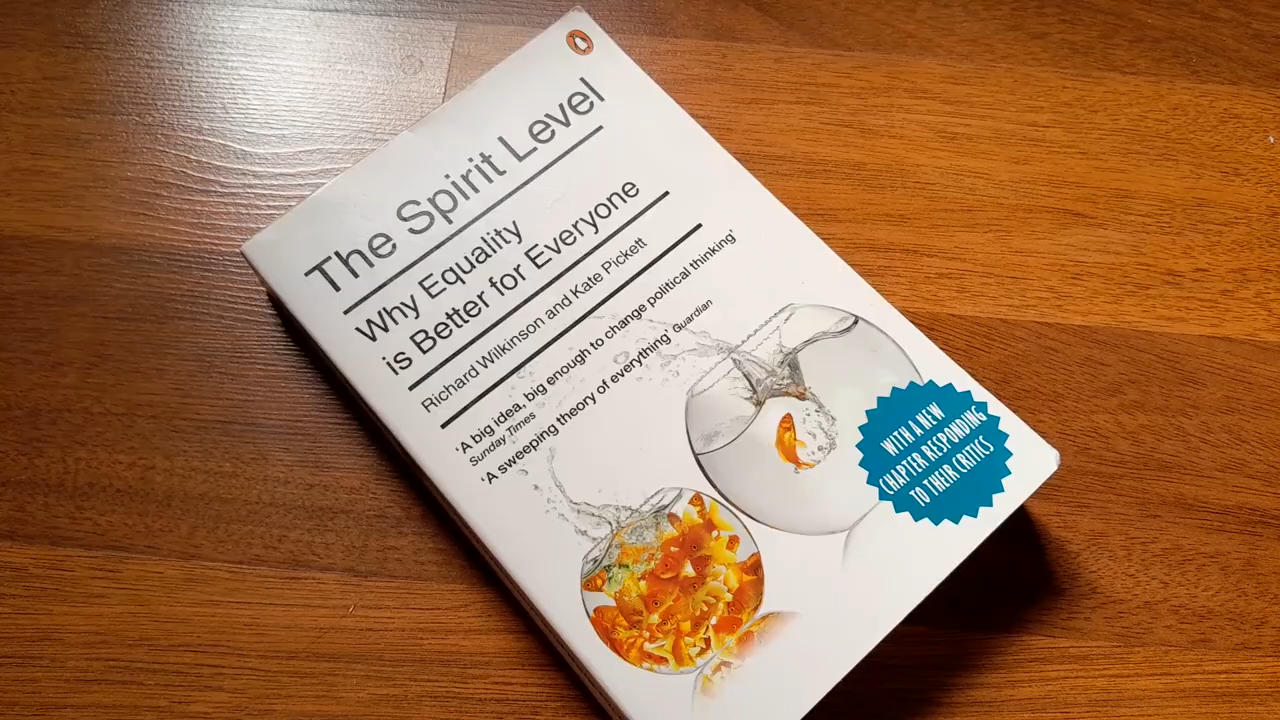 The Spirit Level
Why Equality
is Better for Everyone
Richard Wilkinson and Kate Pickett
‘A big idea, big enough to change political thinking’
Sunday Times
‘A sweeping theory of everything’ Guardian
WITH A NEW
CHAPTER RESPONDING
TO THEIR CRITICS